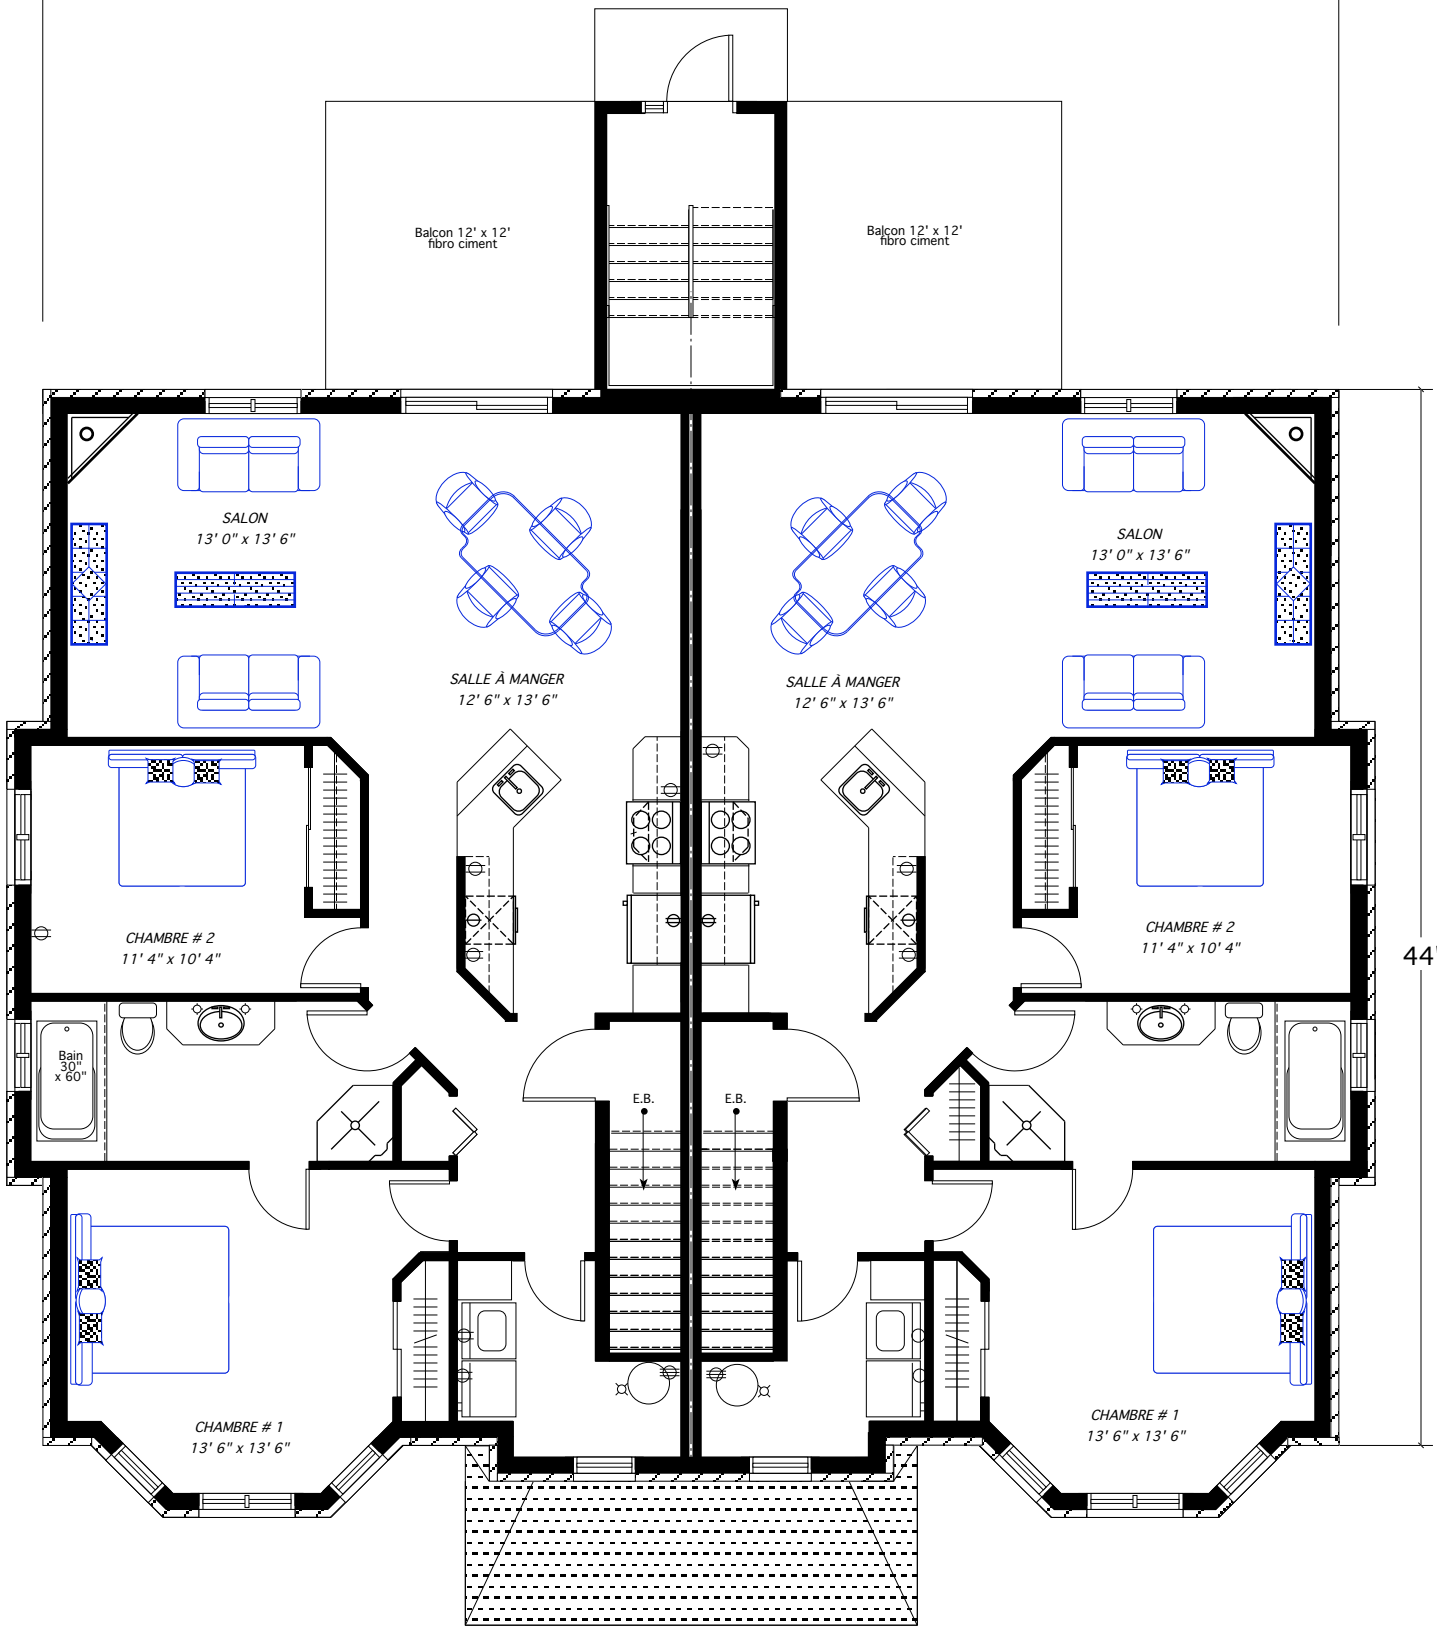 Balcon 12' x 12'
fibro ciment
Balcon 12' x 12'
fibro ciment
SALON
13' 0" x 13' 6"
SALON
13' 0" x 13' 6"
SALLE À MANGER
12' 6" x 13' 6"
SALLE À MANGER
12' 6" x 13' 6"
CHAMBRE # 2
11' 4" x 10' 4"
CHAMBRE # 2
11' 4" x 10' 4"
44'
Bain
30"
x 60"
E.B.
E.B.
CHAMBRE # 1
13' 6" x 13' 6"
CHAMBRE # 1
13' 6" x 13' 6"